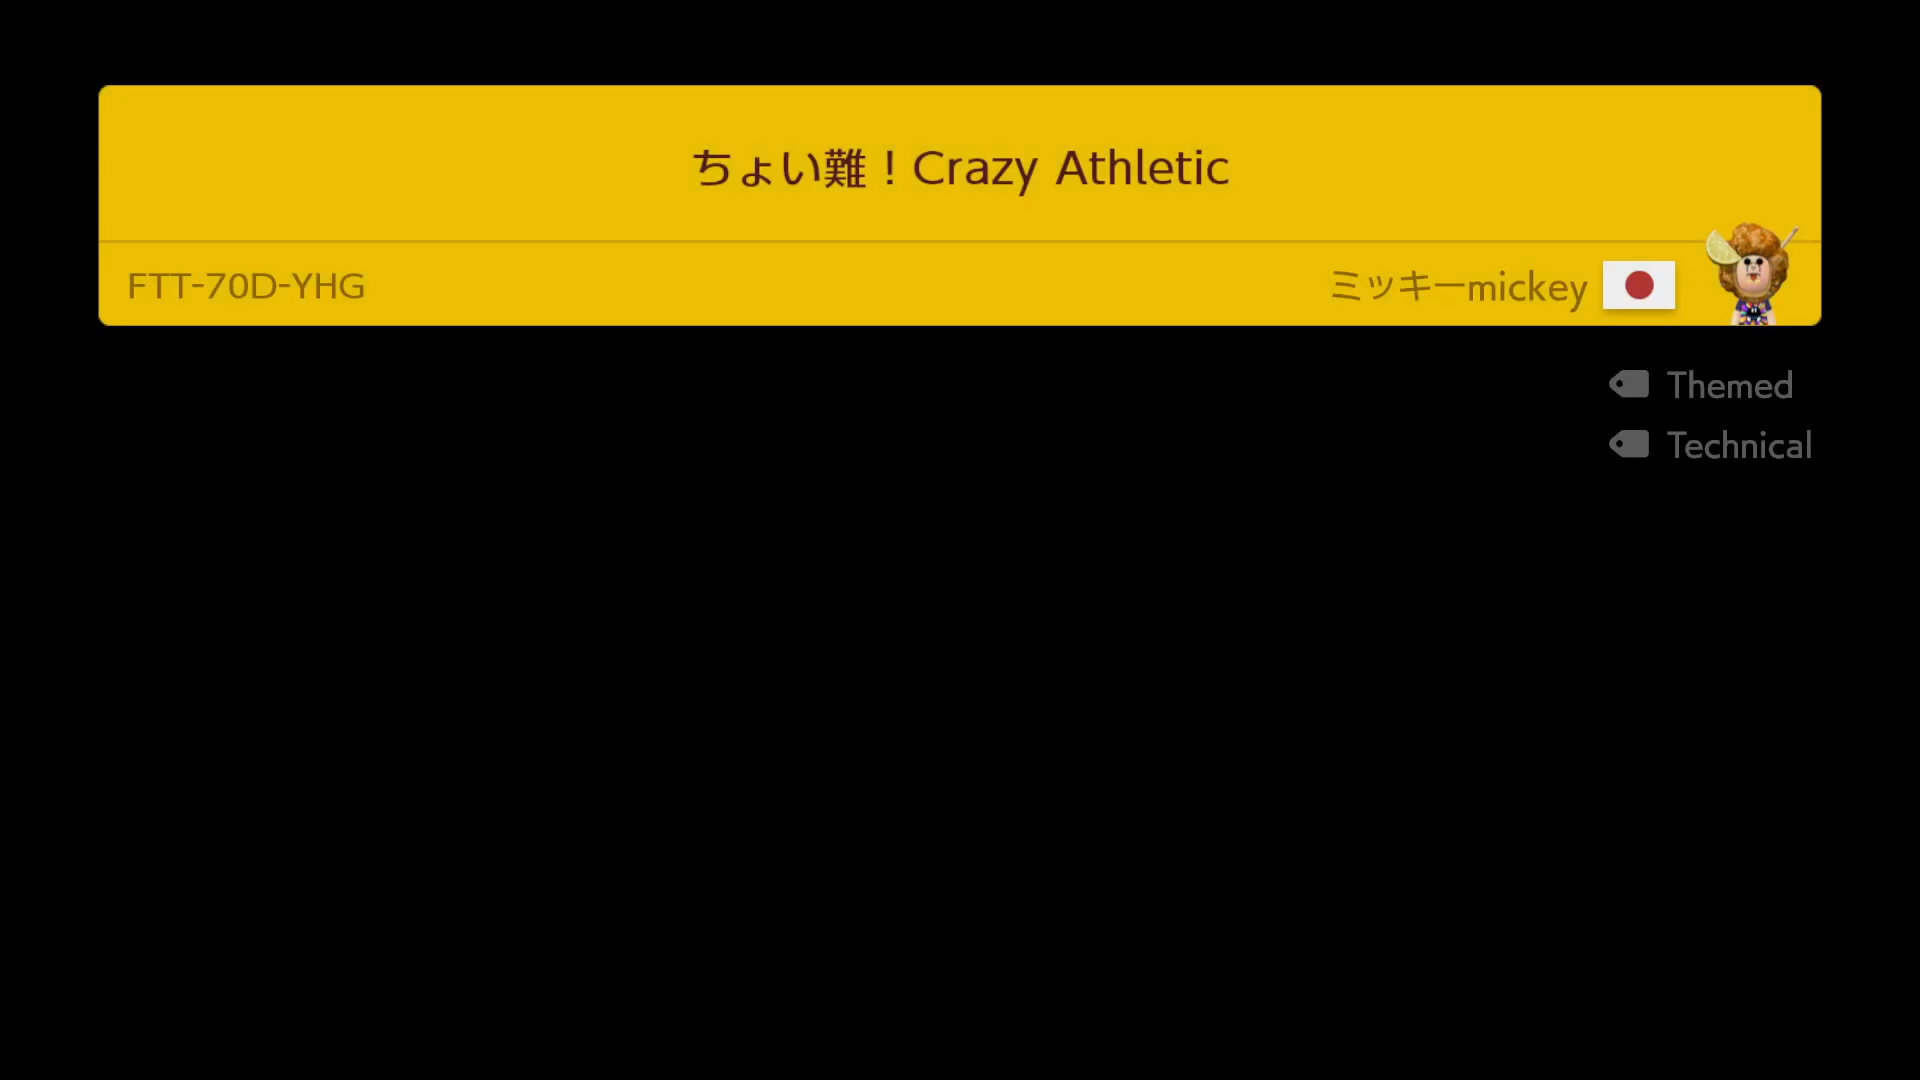 ちょい難！Crazy Athletic
FTT-70D-YHG
ミッキーmickey
Themed
Technical